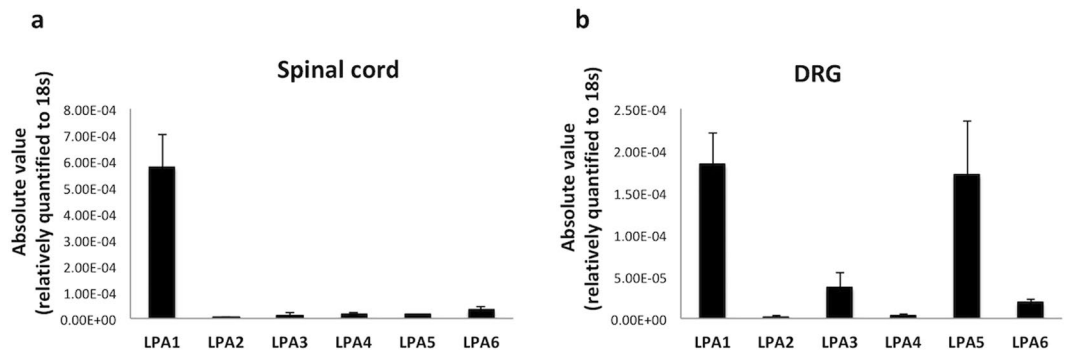 a
Spinal cord
Absolute value
(relatively quantified to 18s)
8.00E-04
7.00E-04
6.00E-04
5.00E-04
4.00E-04
3.00E-04
2.00E-04
1.00E-04
0.00E+00
LPA1 LPA2 LPA3 LPA4 LPA5 LPA6
b
DRG
Absolute value
(relatively quantified to 18s)
2.50E-04
2.00E-04
1.50E-04
1.00E-04
5.00E-05
0.00E+00
LPA1 LPA2 LPA3 LPA4 LPA5 LPA6